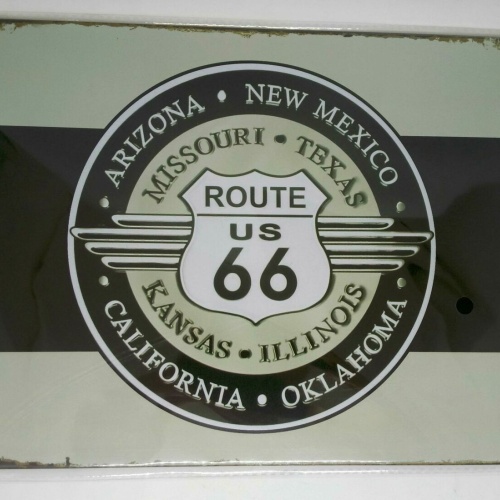 ARIZONA • NEW MEXICO
MISSOURI • TEXAS
ROUTE
US
66
KANSAS • ILLINOIS
CALIFORNIA • OKLAHOMA